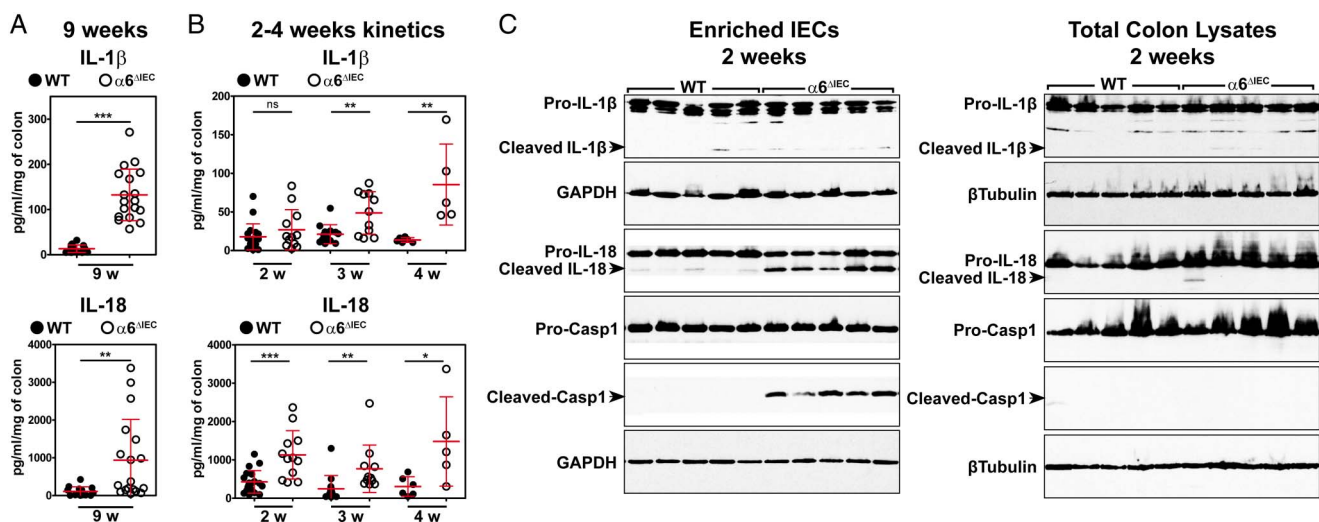 A
9 weeks
IL-1β
WT α6ΔIEC
***
300
200
100
0
pg/ml/mg of colon
9 w
IL-18
WT α6ΔIEC
**
4000
3000
2000
1000
0
pg/ml/mg of colon
9 w
B
2-4 weeks kinetics
IL-1β
WT α6ΔIEC
ns ** **
200
150
100
50
0
pg/ml/mg of colon
2 w 3 w 4 w
IL-18
WT α6ΔIEC
*** ** *
4000
3000
2000
1000
0
pg/ml/mg of colon
2 w 3 w 4 w
C
Enriched IECs
2 weeks
WT α6ΔIEC
Pro-IL-1β
Cleaved IL-1β
GAPDH
Pro-IL-18
Cleaved IL-18
Pro-Casp1
Cleaved-Casp1
GAPDH
Total Colon Lysates
2 weeks
WT α6ΔIEC
Pro-IL-1β
Cleaved IL-1β
βTubulin
Pro-IL-18
Cleaved IL-18
Pro-Casp1
Cleaved-Casp1
βTubulin